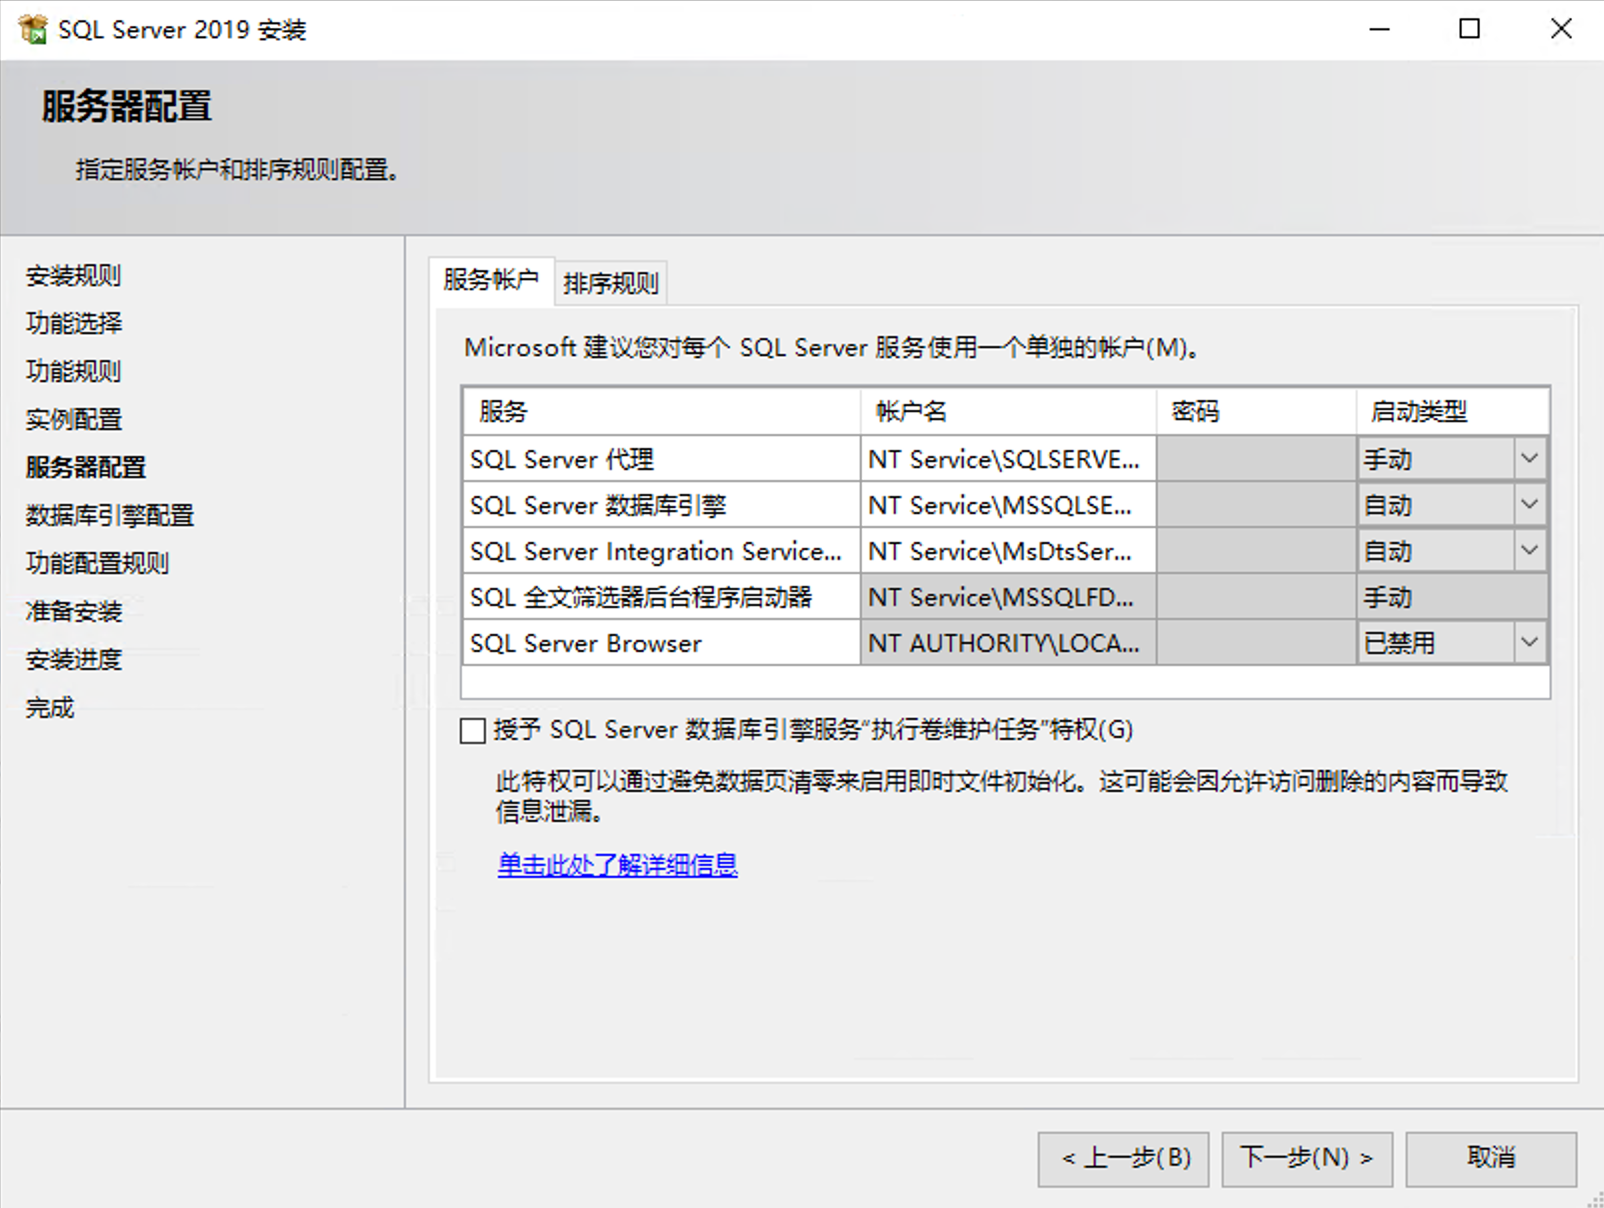 SQL Server 2019 安装
服务器配置
指定服务帐户和排序规则配置。
安装规则
功能选择
功能规则
实例配置
服务器配置
数据库引擎配置
功能配置规则
准备安装
安装进度
完成
服务帐户 排序规则
Microsoft 建议您对每个 SQL Server 服务使用一个单独的帐户(M)。
服务 帐户名 密码 启动类型
SQL Server 代理 NT Service\SQLSERVE... 手动
SQL Server 数据库引擎 NT Service\MSSQLSE... 自动
SQL Server Integration Service... NT Service\MsDtsSer... 自动
SQL 全文筛选器后台程序启动器 NT Service\MSSQLFD... 手动
SQL Server Browser NT AUTHORITY\LOCA... 已禁用
授予 SQL Server 数据库引擎服务“执行卷维护任务”特权(G)
此特权可以通过避免数据页清零来启用即时文件初始化。这可能会因允许访问删除的内容而导致
信息泄漏。
单击此处了解详细信息
< 上一步(B) 下一步(N) > 取消